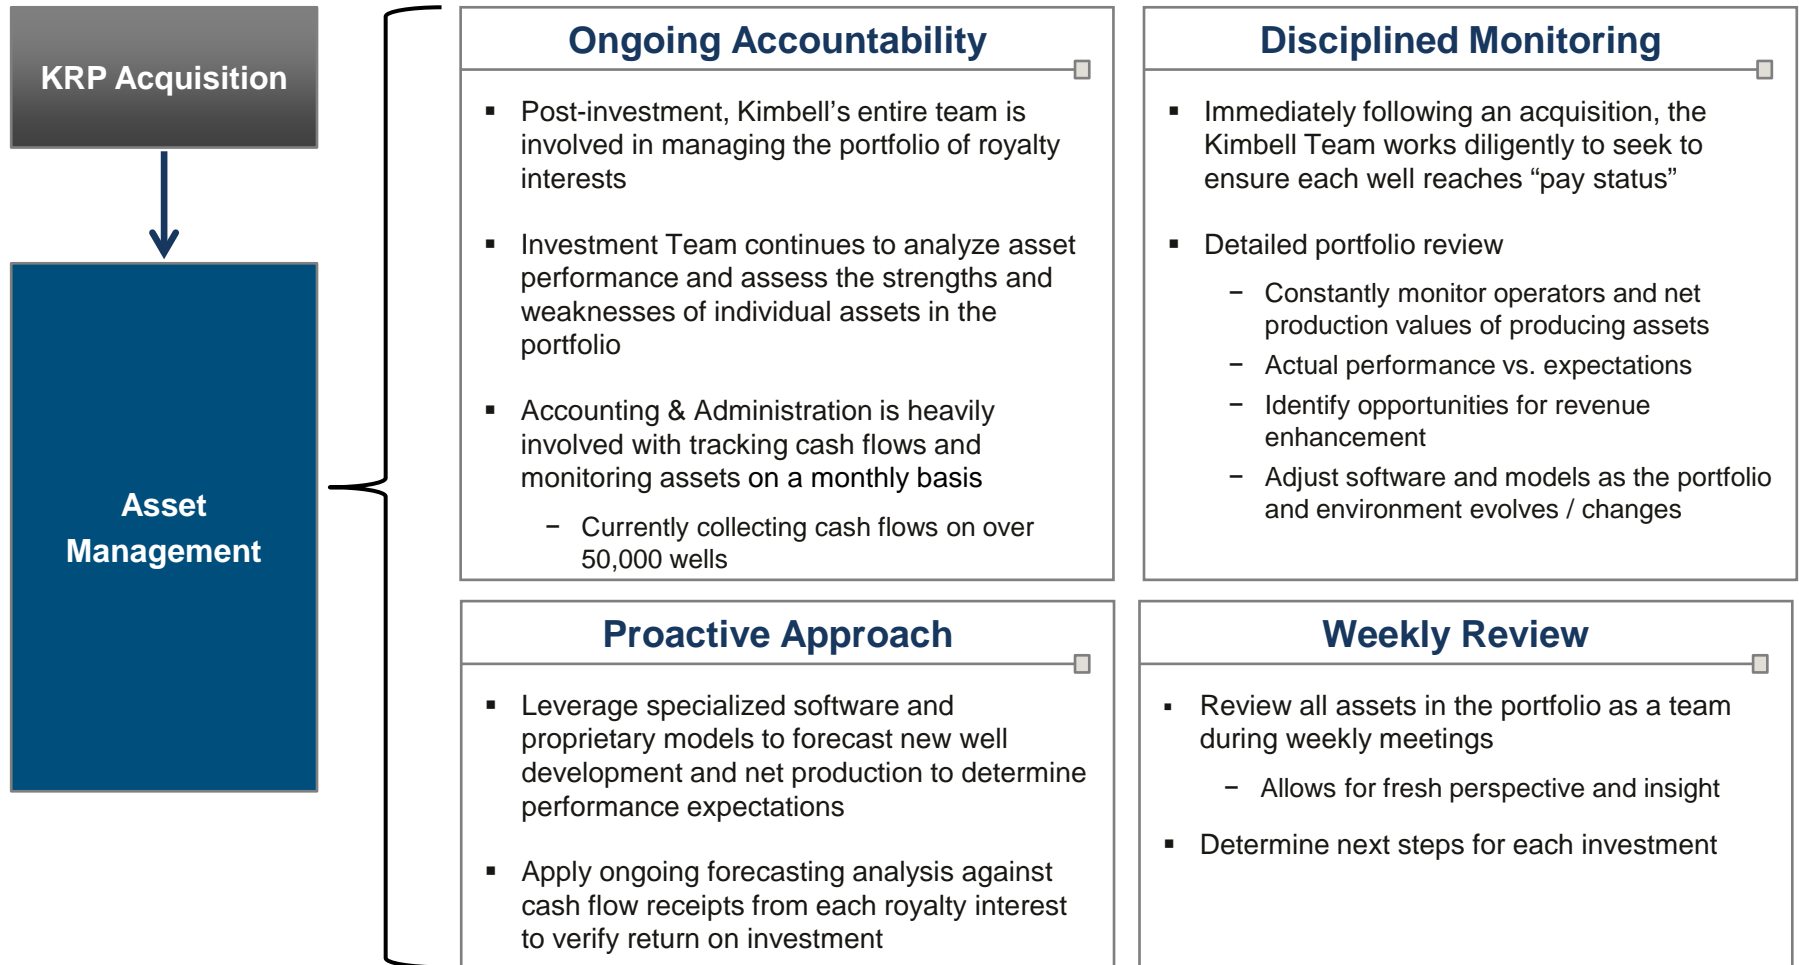 KRP Acquisition
Asset
Management
Ongoing Accountability
▪ Post-investment, Kimbell’s entire team is
involved in managing the portfolio of royalty
interests
▪ Investment Team continues to analyze asset
performance and assess the strengths and
weaknesses of individual assets in the
portfolio
▪ Accounting & Administration is heavily
involved with tracking cash flows and
monitoring assets on a monthly basis
− Currently collecting cash flows on over
50,000 wells
Disciplined Monitoring
▪ Immediately following an acquisition, the
Kimbell Team works diligently to seek to
ensure each well reaches “pay status”
▪ Detailed portfolio review
− Constantly monitor operators and net
production values of producing assets
− Actual performance vs. expectations
− Identify opportunities for revenue
enhancement
− Adjust software and models as the portfolio
and environment evolves / changes
Proactive Approach
▪ Leverage specialized software and
proprietary models to forecast new well
development and net production to determine
performance expectations
▪ Apply ongoing forecasting analysis against
cash flow receipts from each royalty interest
to verify return on investment
Weekly Review
▪ Review all assets in the portfolio as a team
during weekly meetings
− Allows for fresh perspective and insight
▪ Determine next steps for each investment